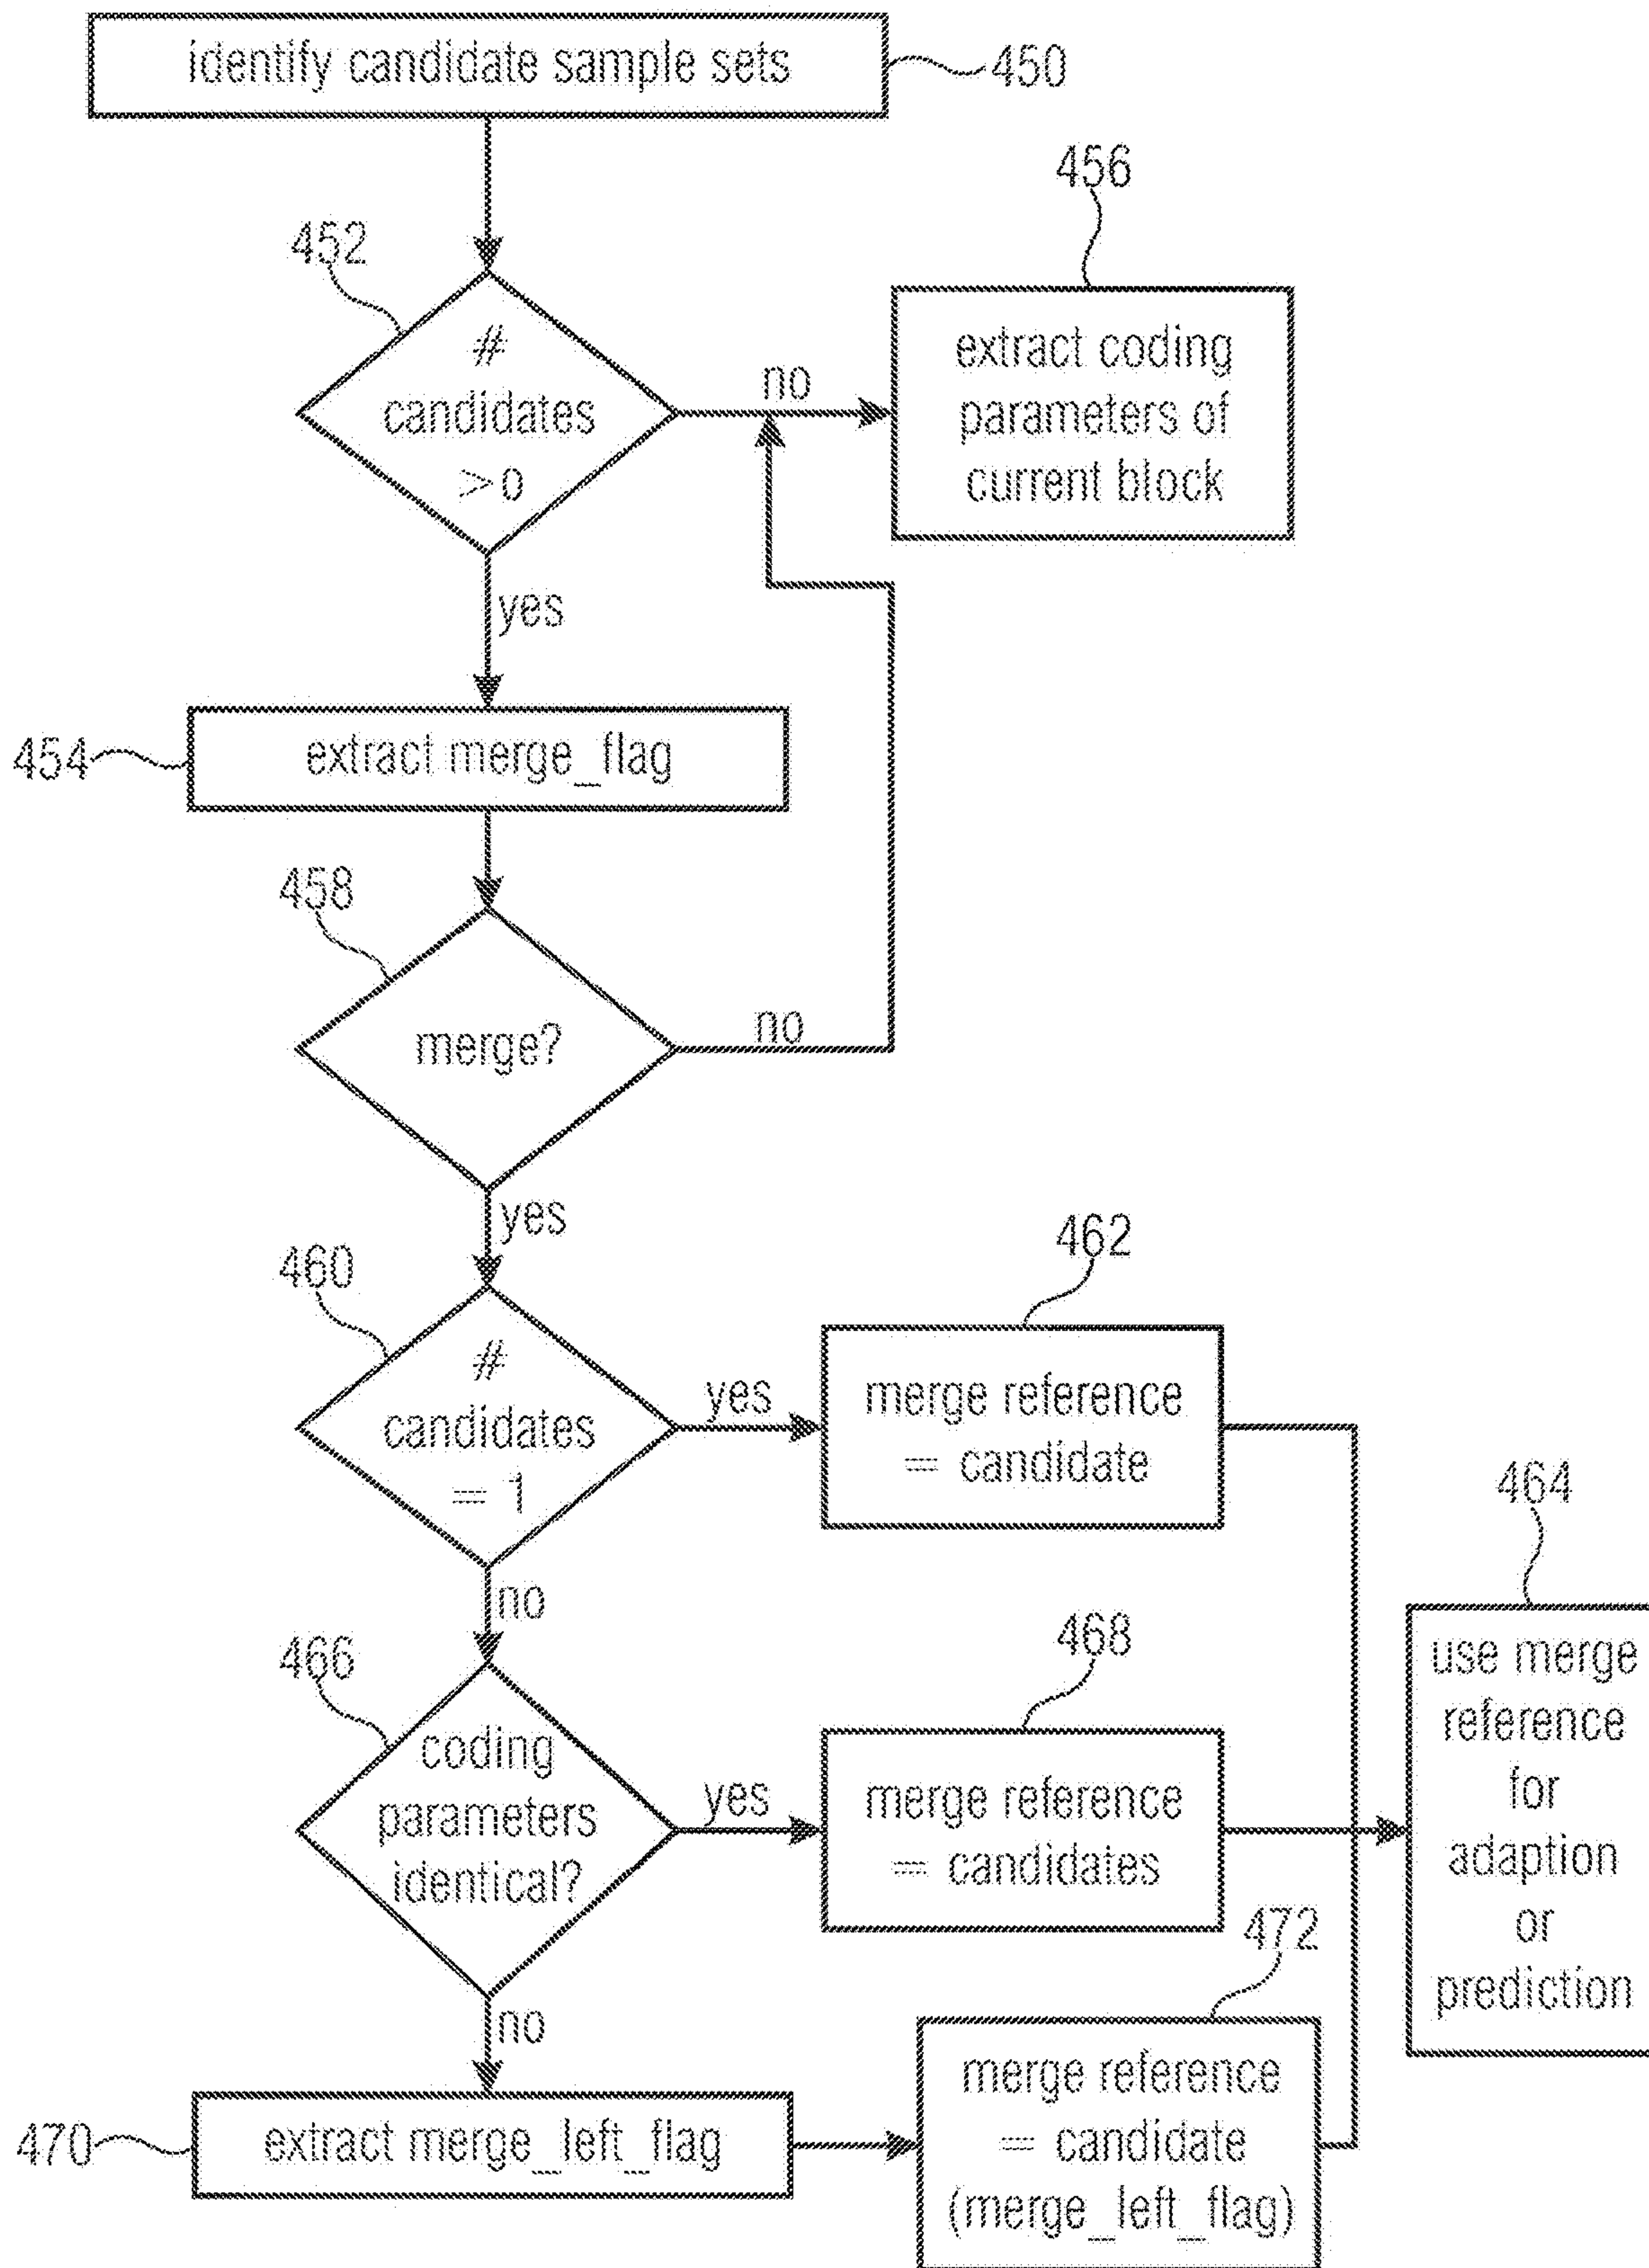 identify candidate sample sets
450
456
452
#
candidates
>0
no
extract coding
parameters of
current block
yes
454
extract merge_flag
458
merge?
no
yes
460
#
candidates
= 1
yes
462
merge reference
= candidate
464
use merge
reference
for
adaption
or
prediction
no
466
coding
parameters
identical?
yes
468
merge reference
= candidates
no
470
extract merge_left_flag
472
merge reference
= candidate
(merge_left_flag)